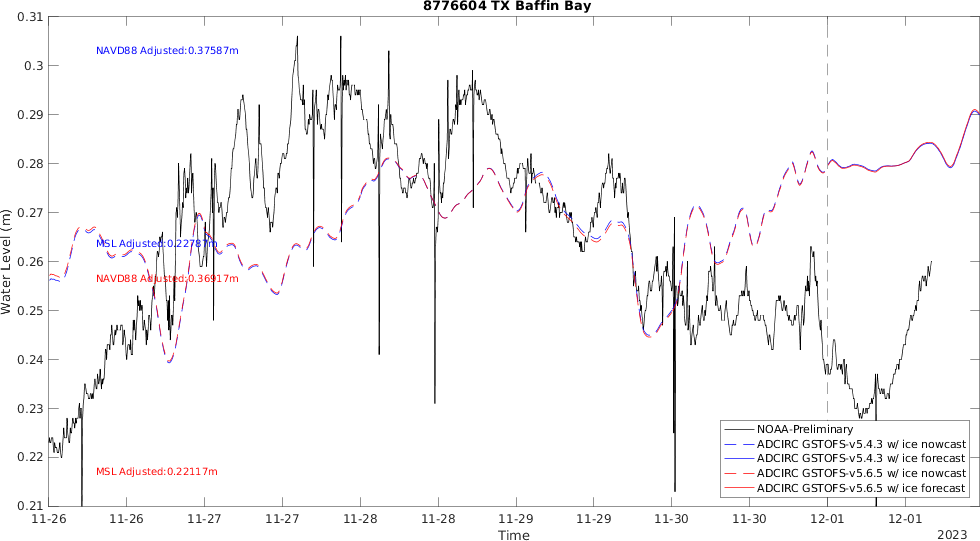 8776604 TX Baffin Bay
0.31
0.3
0.29
0.28
0.27
0.26
0.25
0.24
0.23
0.22
0.21
Water Level (m)
NAVD88 Adjusted:0.37587m
MSL Adjusted:0.22787m
NAVD88 Adjusted:0.36917m
MSL Adjusted:0.22117m
NOAA-Preliminary
ADCIRC GSTOFS-v5.4.3 w/ ice nowcast
ADCIRC GSTOFS-v5.4.3 w/ ice forecast
ADCIRC GSTOFS-v5.6.5 w/ ice nowcast
ADCIRC GSTOFS-v5.6.5 w/ ice forecast
11-26 11-26 11-27 11-27 11-28 11-28 11-29 11-29 11-30 11-30 12-01 12-01
Time
2023